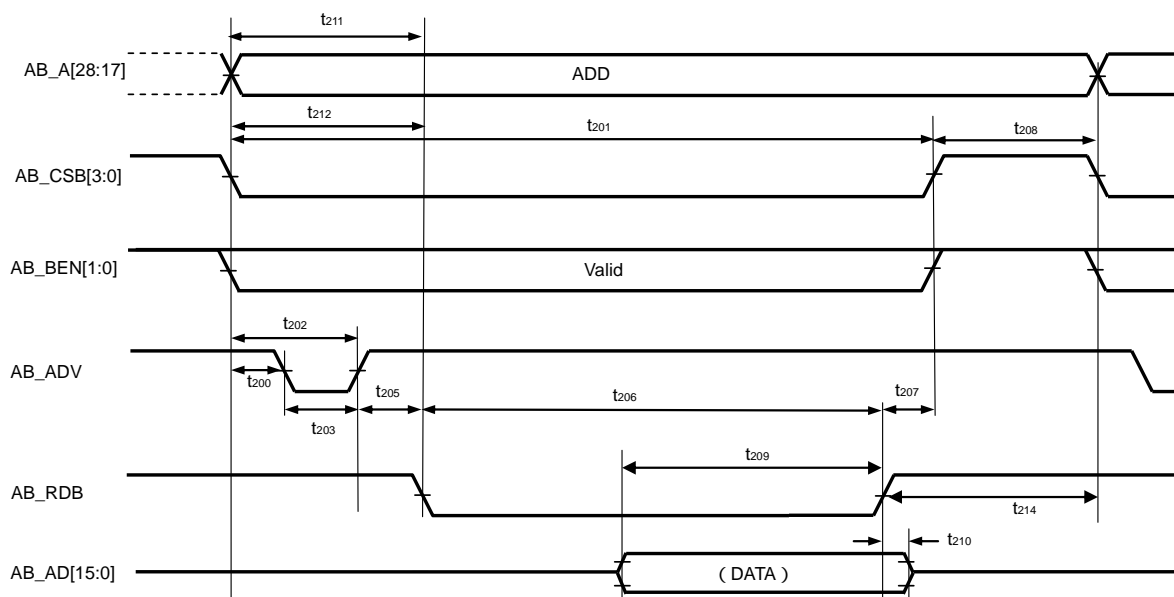 t211
AB_A[28:17]
ADD
t212
t201
t208
AB_CSB[3:0]
AB_BEN[1:0]
Valid
t202
AB_ADV
t200
t205
t206
t207
t203
t209
AB_RDB
t214
t210
AB_AD[15:0]
( DATA )